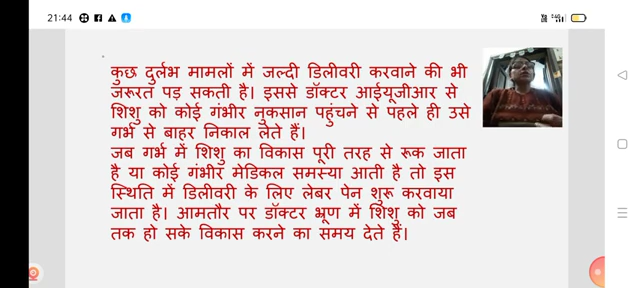 21:44
कुछ दुर्लभ मामलों में जल्दी डिलीवरी करवाने की भी
जरूरत पड़ सकती है। इससे डॉक्टर आईयूजीआर से
शिशु को कोई गंभीर नुकसान पहुंचने से पहले ही उसे
गर्भ से बाहर निकाल लेते हैं।
जब गर्भ में शिशु का विकास पूरी तरह से रूक जाता
है या कोई गंभीर मेडिकल समस्या आती है तो इस
स्थिति में डिलीवरी के लिए लेबर पेन शुरू करवाया
जाता है। आमतौर पर डॉक्टर भ्रूण में शिशु को जब
तक हो सके विकास करने का समय देते हैं।